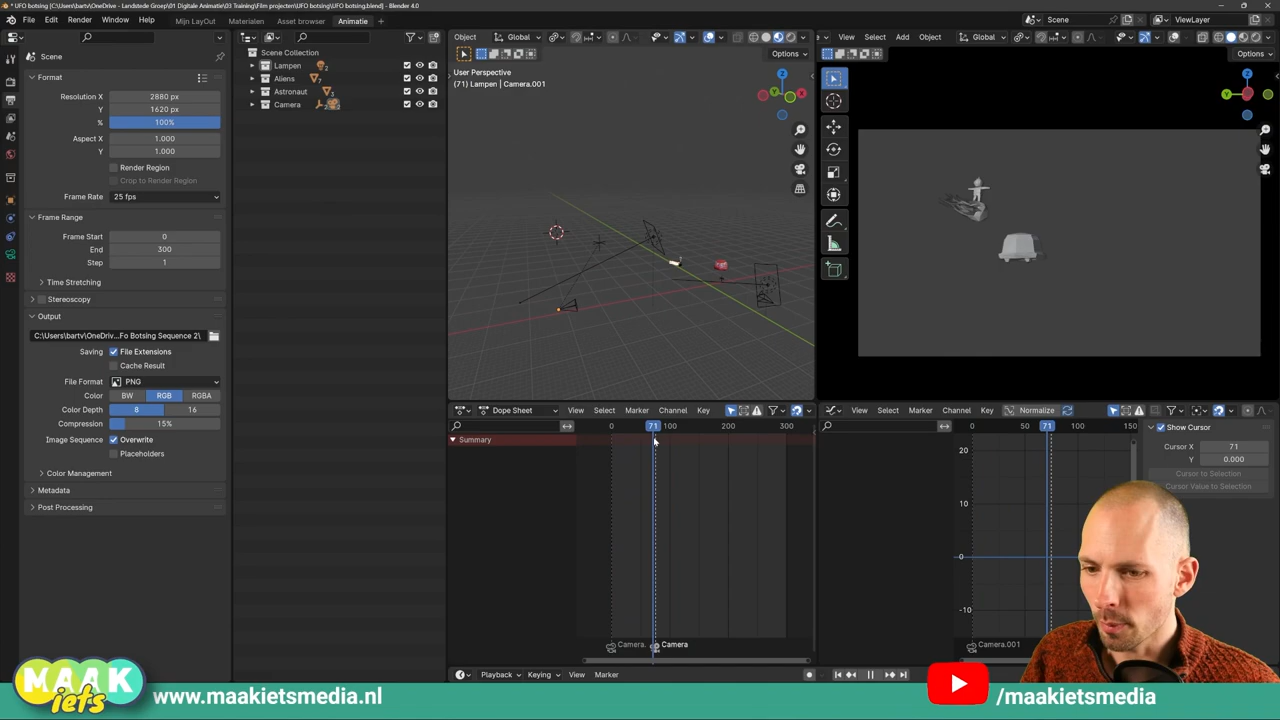 * UFO botsing [C:\Users\bartv\OneDrive - Landstede Groep\01 Digitale Animatie\03 Training\Film projecten\UFO botsing\UFO botsing.blend] - Blender 4.0
File Edit Render Window Help Mijn LayOut Materialen Asset browser Animatie Scene ViewLayer
Object Global View Select Add Object Global
Scene Scene Collection Options Options
Format Lampen 2 User Perspective
Resolution X 2880 px Aliens 7 (71) Lampen | Camera.001
Y 1620 px Astronaut 3
% 100% Camera
Aspect X 1.000
Y 1.000
Render Region
Crop to Render Region
Frame Rate 25 fps
Frame Range
Frame Start 0
End 300
Step 1
Time Stretching
Stereoscopy
Output
C:\Users\bartv\OneDriv...Fo Botsing Sequence 2\
Saving File Extensions
Cache Result
File Format PNG
Color BW RGB RGBA
Color Depth 8 16
Compression 15%
Image Sequence Overwrite
Placeholders
Color Management
Metadata
Post Processing
Dope Sheet View Select Marker Channel Key
0 71 100 200 300
Summary
Camera. Camera
Playback Keying View Marker
View Select Marker Channel Key Normalize
0 50 71 100 150
20
10
0
-10
Show Cursor
Cursor X 71
Y 0.000
Cursor to Selection
Cursor Value to Selection
Camera.001
MAAK
iets
www.maakietsmedia.nl
/maakietsmedia
X Y Z
Y Z